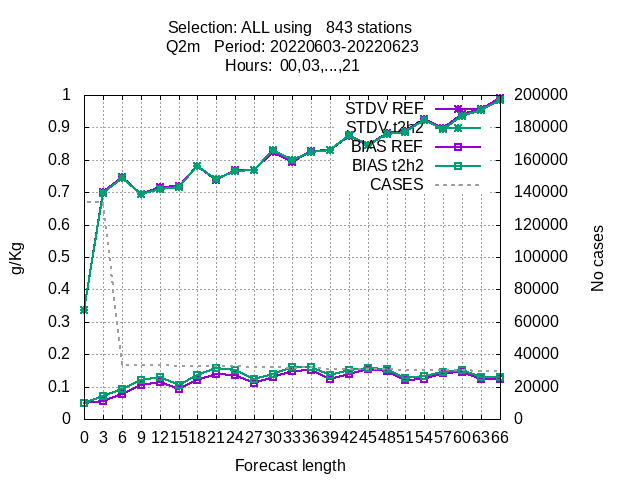 Selection: ALL using   843 stations
Q2m   Period: 20220603-20220623
Hours:  00,03,...,21
1
0.9
0.8
0.7
0.6
0.5
0.4
0.3
0.2
0.1
0
g/Kg
STDV REF
STDV t2h2
BIAS REF
BIAS t2h2
CASES
200000
180000
160000
140000
120000
100000
80000
60000
40000
20000
0
No cases
0 3 6 9 12 15 18 21 24 27 30 33 36 39 42 45 48 51 54 57 60 63 66
Forecast length